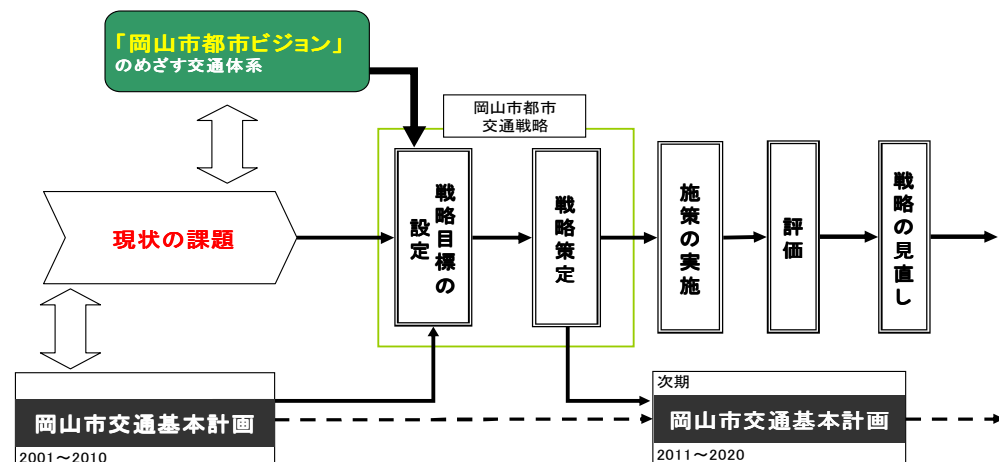 「岡山市都市ビジョン」
のめざす交通体系
岡山市都市
交通戦略
現状の課題
戦略目標の
設定
戦略策定
施策の実施
評価
戦略の見直し
岡山市交通基本計画
2001～2010
次期
岡山市交通基本計画
2011～2020